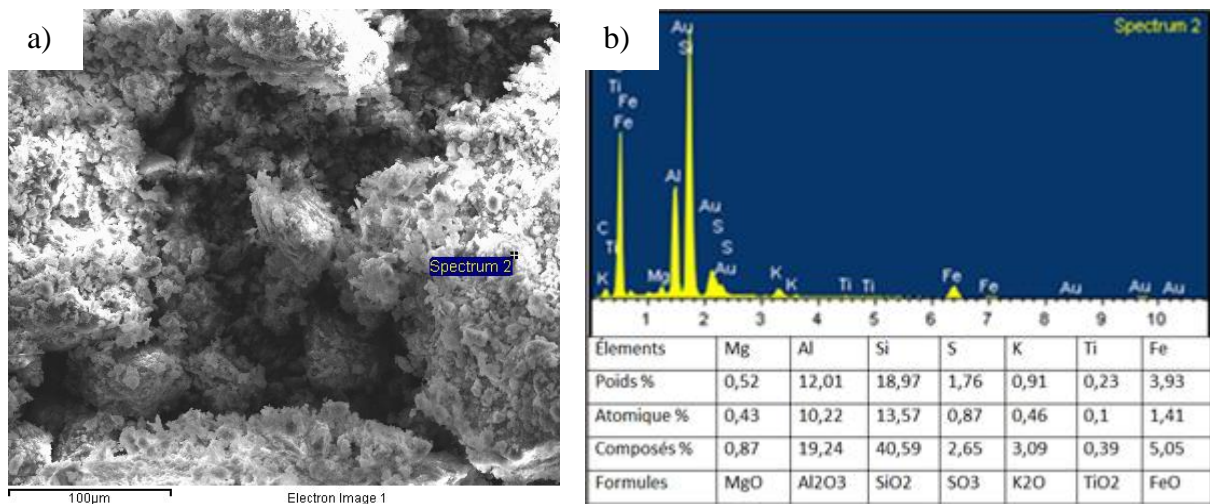 a)
Spectrum 2
100µm
Electron Image 1
b)
Spectrum 2
Au
Si
Ti
Fe
Fe
Al
Au
S
S
Au
C
K
Mg
K
K
Ti
Ti
Fe
Fe
Au
Au
Au
1 2 3 4 5 6 7 8 9 10
Élements Mg Al Si S K Ti Fe
Poids % 0,52 12,01 18,97 1,76 0,91 0,23 3,93
Atomique % 0,43 10,22 13,57 0,87 0,46 0,1 1,41
Composés % 0,87 19,24 40,59 2,65 3,09 0,39 5,05
Formules MgO Al2O3 SiO2 SO3 K2O TiO2 FeO